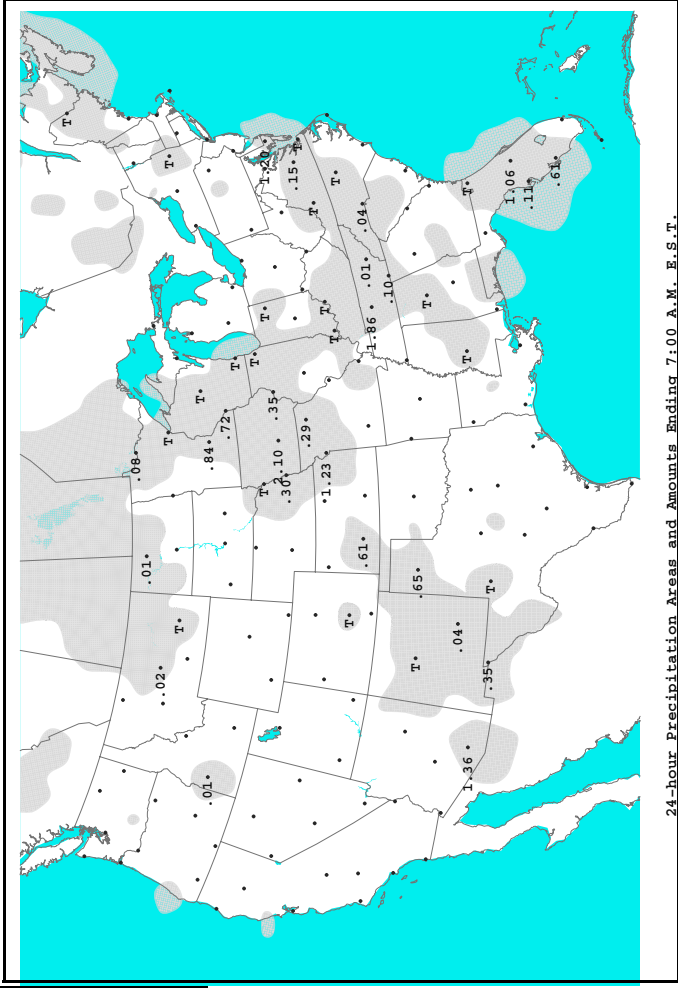 24-hour Precipitation Areas and Amounts Ending 7:00 A.M. E.S.T.
T
T
1.20
.15
T
T
T
.04
T
1.06
.11
.61
.01
.10
1.86
T
T
T
T
T
T
T
T
T
.72
.84
.08
.35
.29
2.10
.30
T
1.23
.61
.65
T
.01
T
.02
T
T
.04
.35
.01
1.36